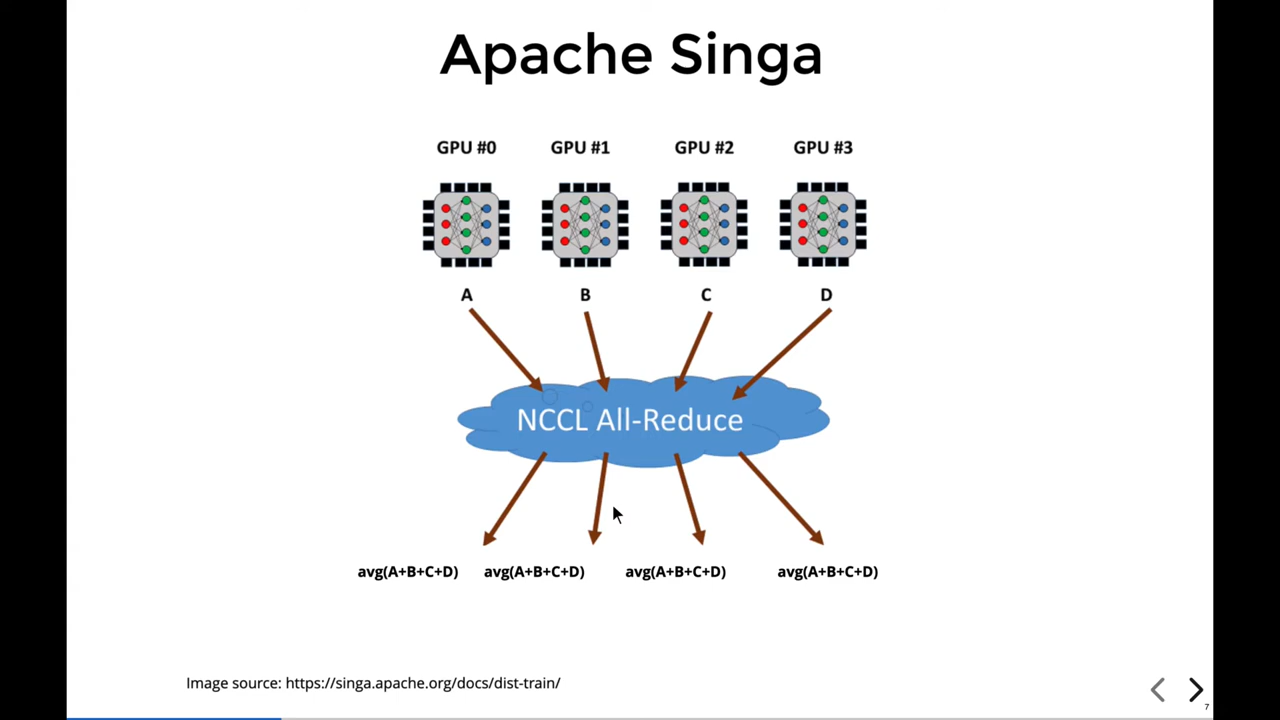 Apache Singa
GPU #0 GPU #1 GPU #2 GPU #3
A B C D
NCCL All-Reduce
avg(A+B+C+D) avg(A+B+C+D) avg(A+B+C+D) avg(A+B+C+D)
Image source: https://singa.apache.org/docs/dist-train/
7